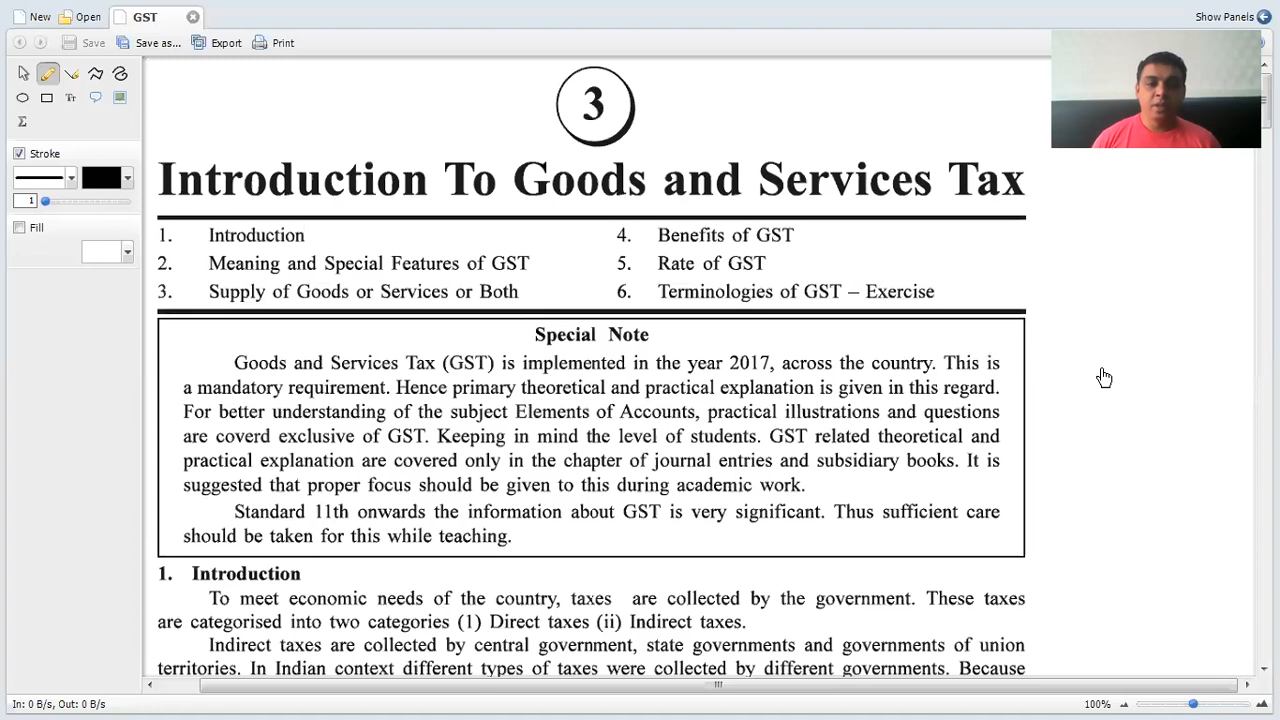 New Open GST Show Panels
Save Save as... Export Print
Tт
Σ
Stroke
1
Fill
3
Introduction To Goods and Services Tax
1. Introduction
2. Meaning and Special Features of GST
3. Supply of Goods or Services or Both
4. Benefits of GST
5. Rate of GST
6. Terminologies of GST – Exercise
Special Note
Goods and Services Tax (GST) is implemented in the year 2017, across the country. This is
a mandatory requirement. Hence primary theoretical and practical explanation is given in this regard.
For better understanding of the subject Elements of Accounts, practical illustrations and questions
are coverd exclusive of GST. Keeping in mind the level of students. GST related theoretical and
practical explanation are covered only in the chapter of journal entries and subsidiary books. It is
suggested that proper focus should be given to this during academic work.
Standard 11th onwards the information about GST is very significant. Thus sufficient care
should be taken for this while teaching.
1. Introduction
To meet economic needs of the country, taxes are collected by the government. These taxes
are categorised into two categories (1) Direct taxes (ii) Indirect taxes.
Indirect taxes are collected by central government, state governments and governments of union
territories. In Indian context different types of taxes were collected by different governments. Because
In: 0 B/s, Out: 0 B/s 100%